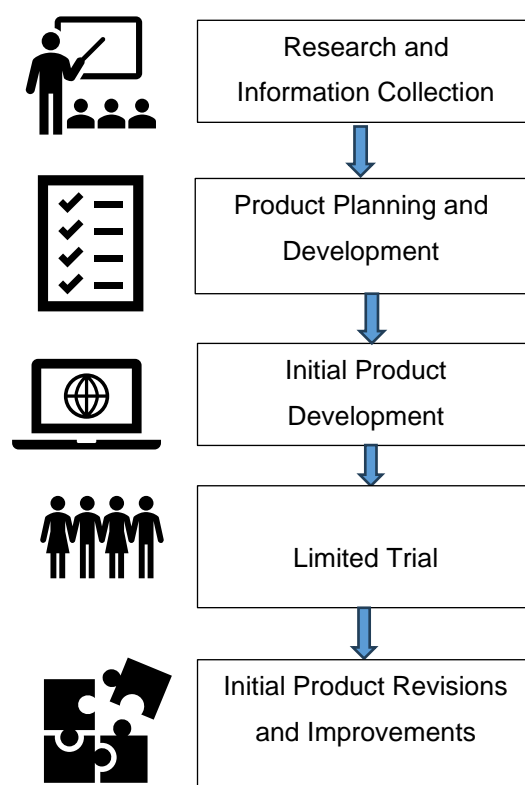 Research and
Information Collection
Product Planning and
Development
Initial Product
Development
Limited Trial
Initial Product Revisions
and Improvements